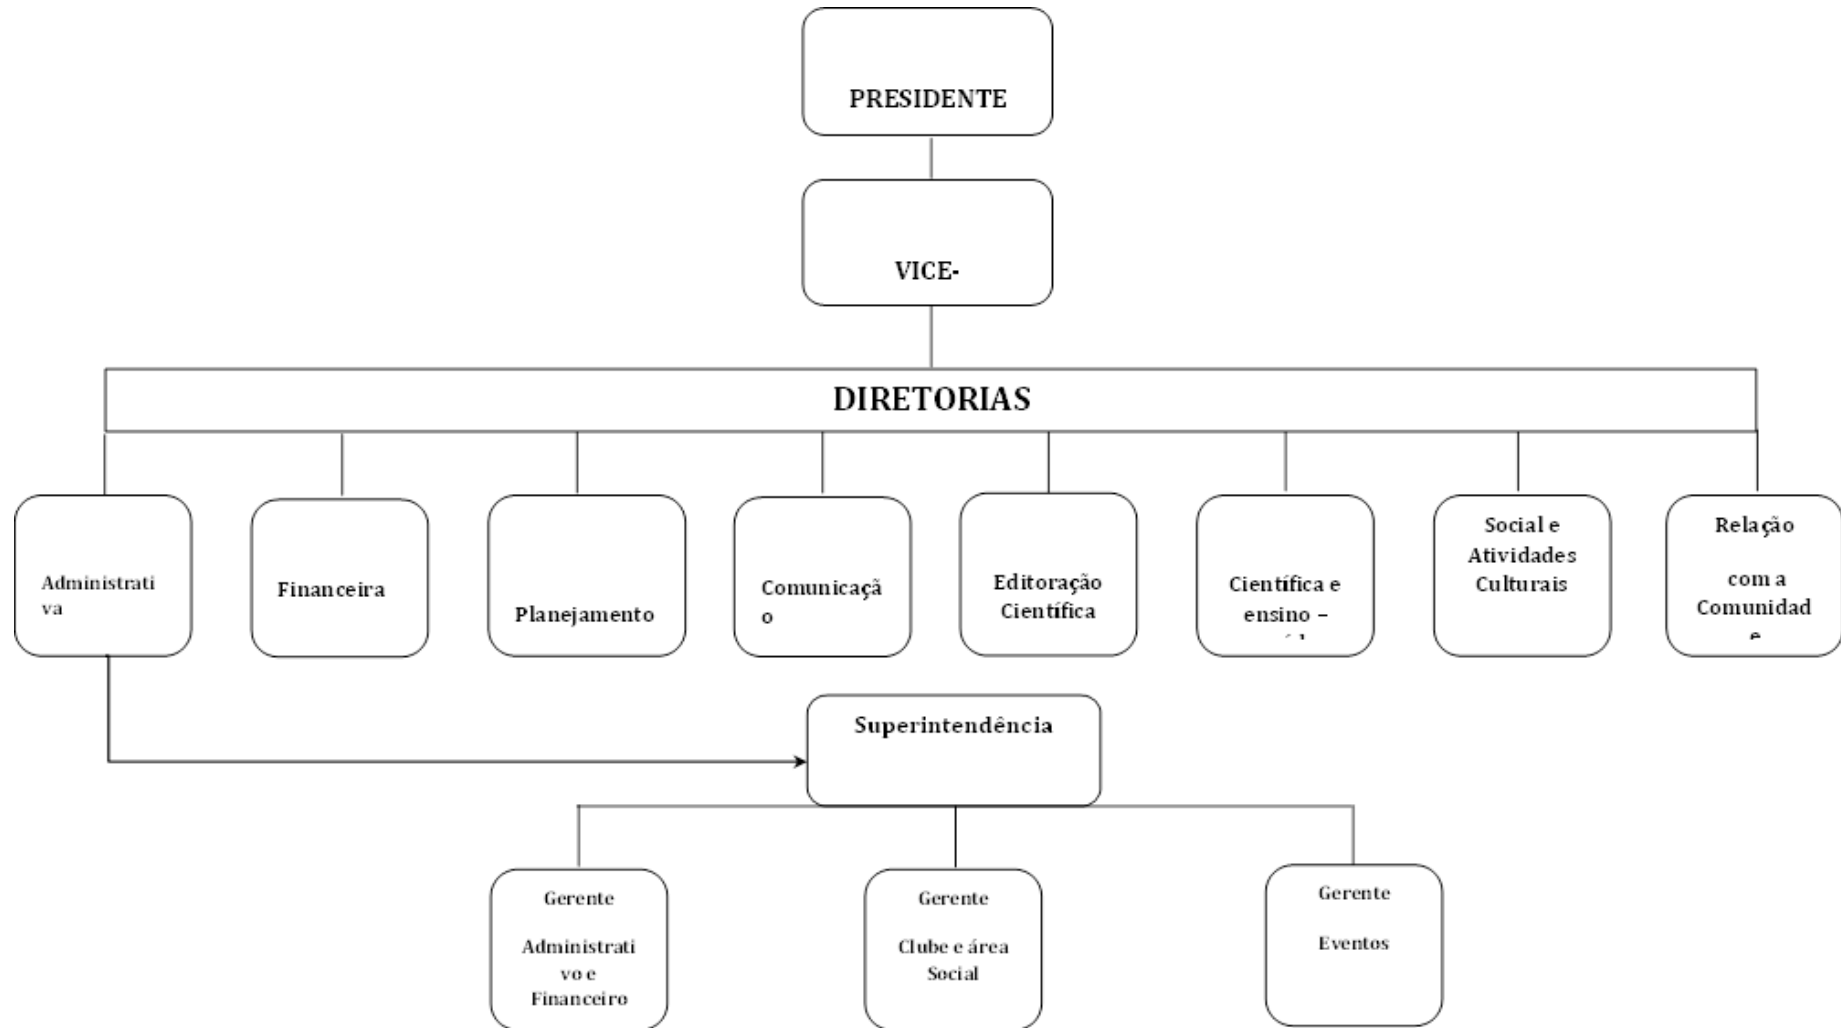 PRESIDENTE
VICE-
DIRETORIAS
Administrati
va
Financeira
Planejamento
Comunicaçã
o
Editoração
Científica
Científica e
ensino –
Social e
Atividades
Culturais
Relação
com a
Comunidad
e
Superintendência
Gerente
Administrati
vo e
Financeiro
Gerente
Clube e área
Social
Gerente
Eventos